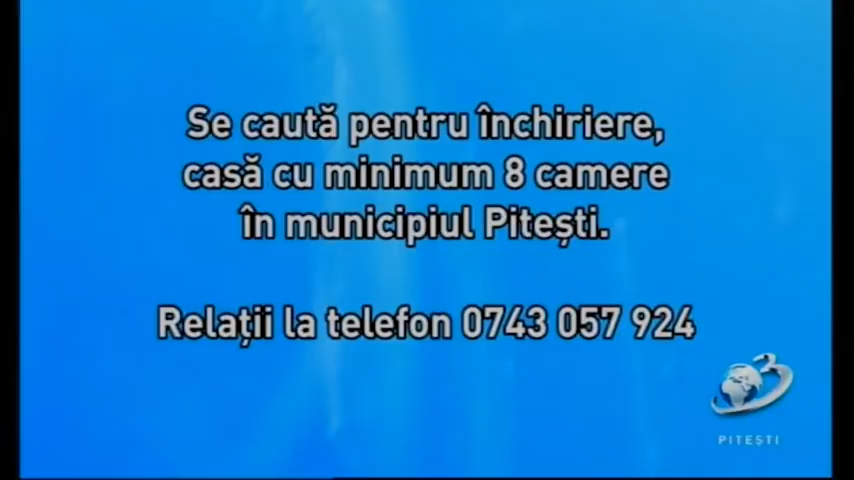 Se caută pentru închiriere,
casă cu minimum 8 camere
în municipiul Pitești.
Relații la telefon 0743 057 924
3
PITEȘTI